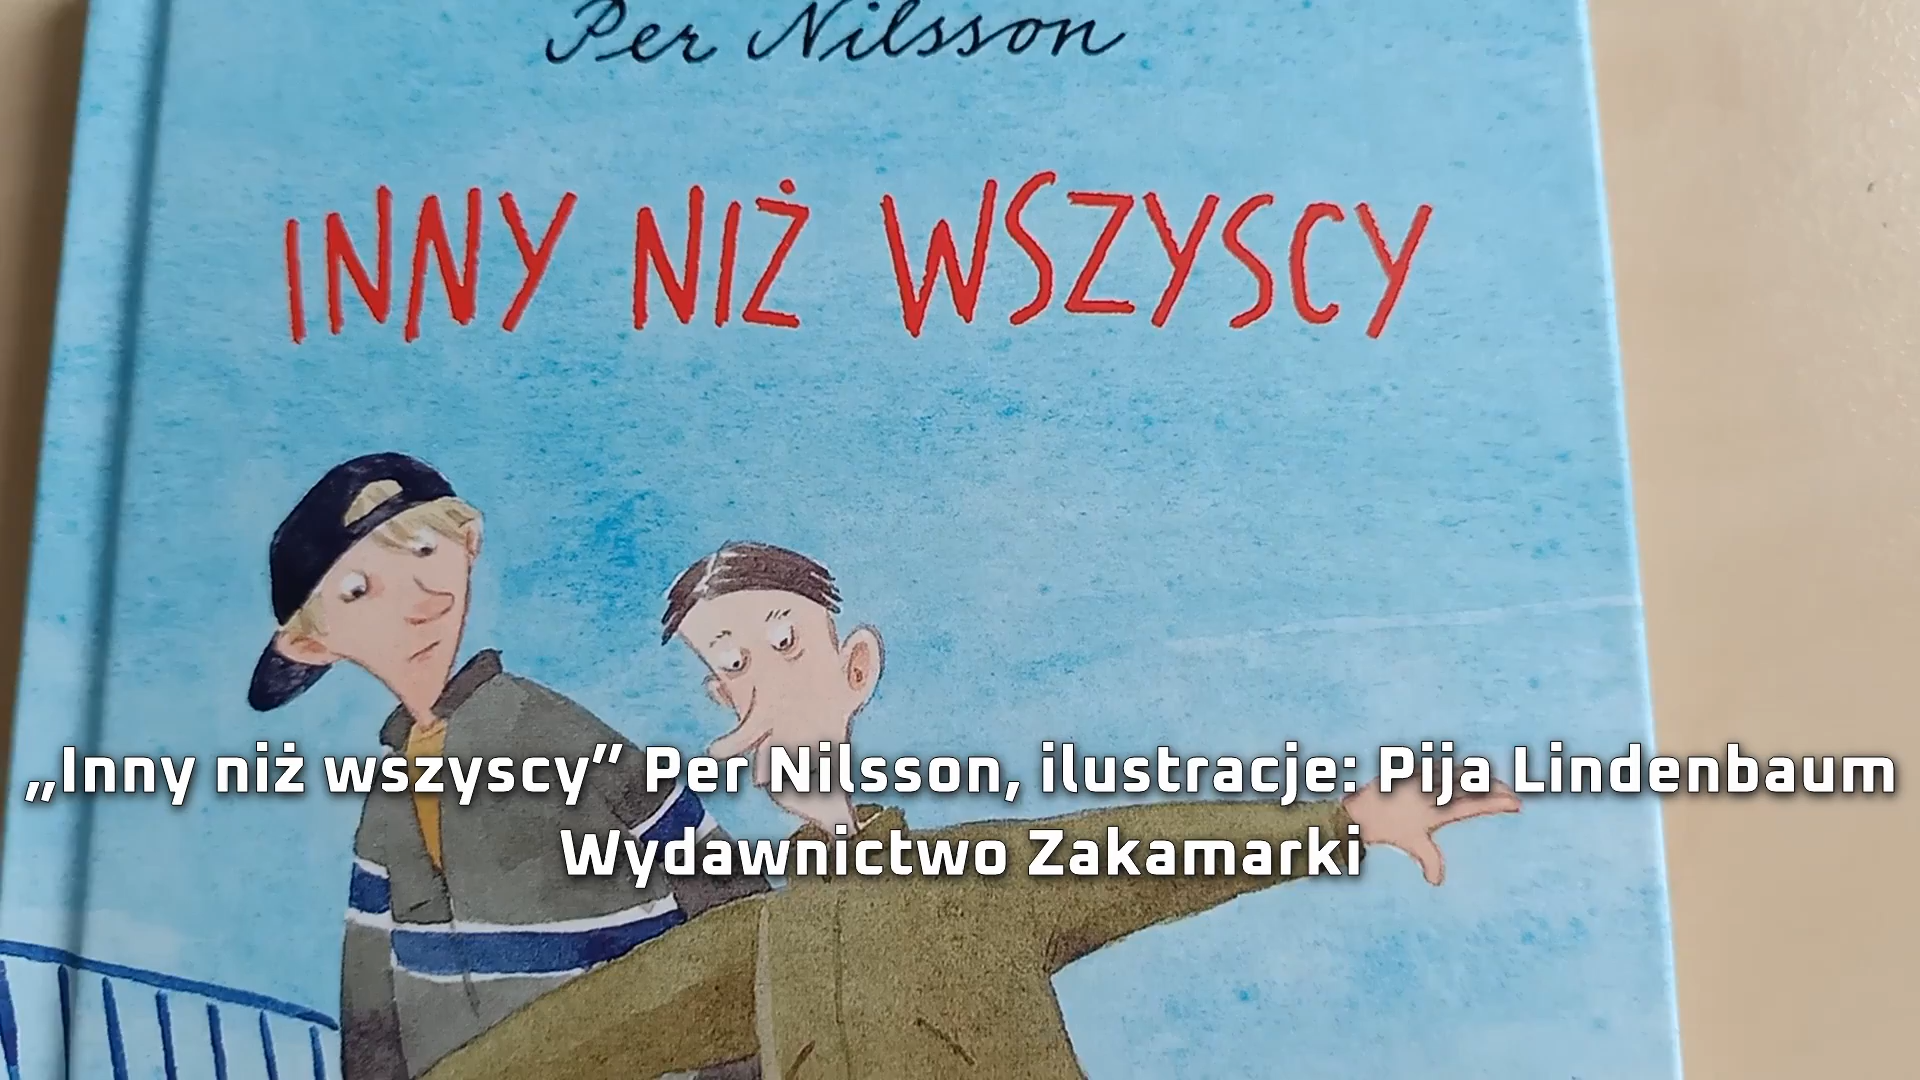 Per Nilsson
INNY NIŻ WSZYSCY
„Inny niż wszyscy” Per Nilsson, ilustracje: Pija Lindenbaum
Wydawnictwo Zakamarki